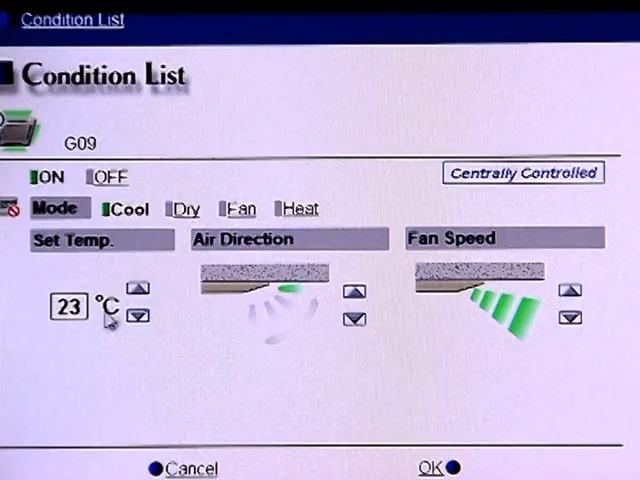 Condition List
Condition List
G09
ON OFF
Centrally Controlled
Mode Cool Dry Fan Heat
Set Temp. Air Direction Fan Speed
23 °C
Cancel OK